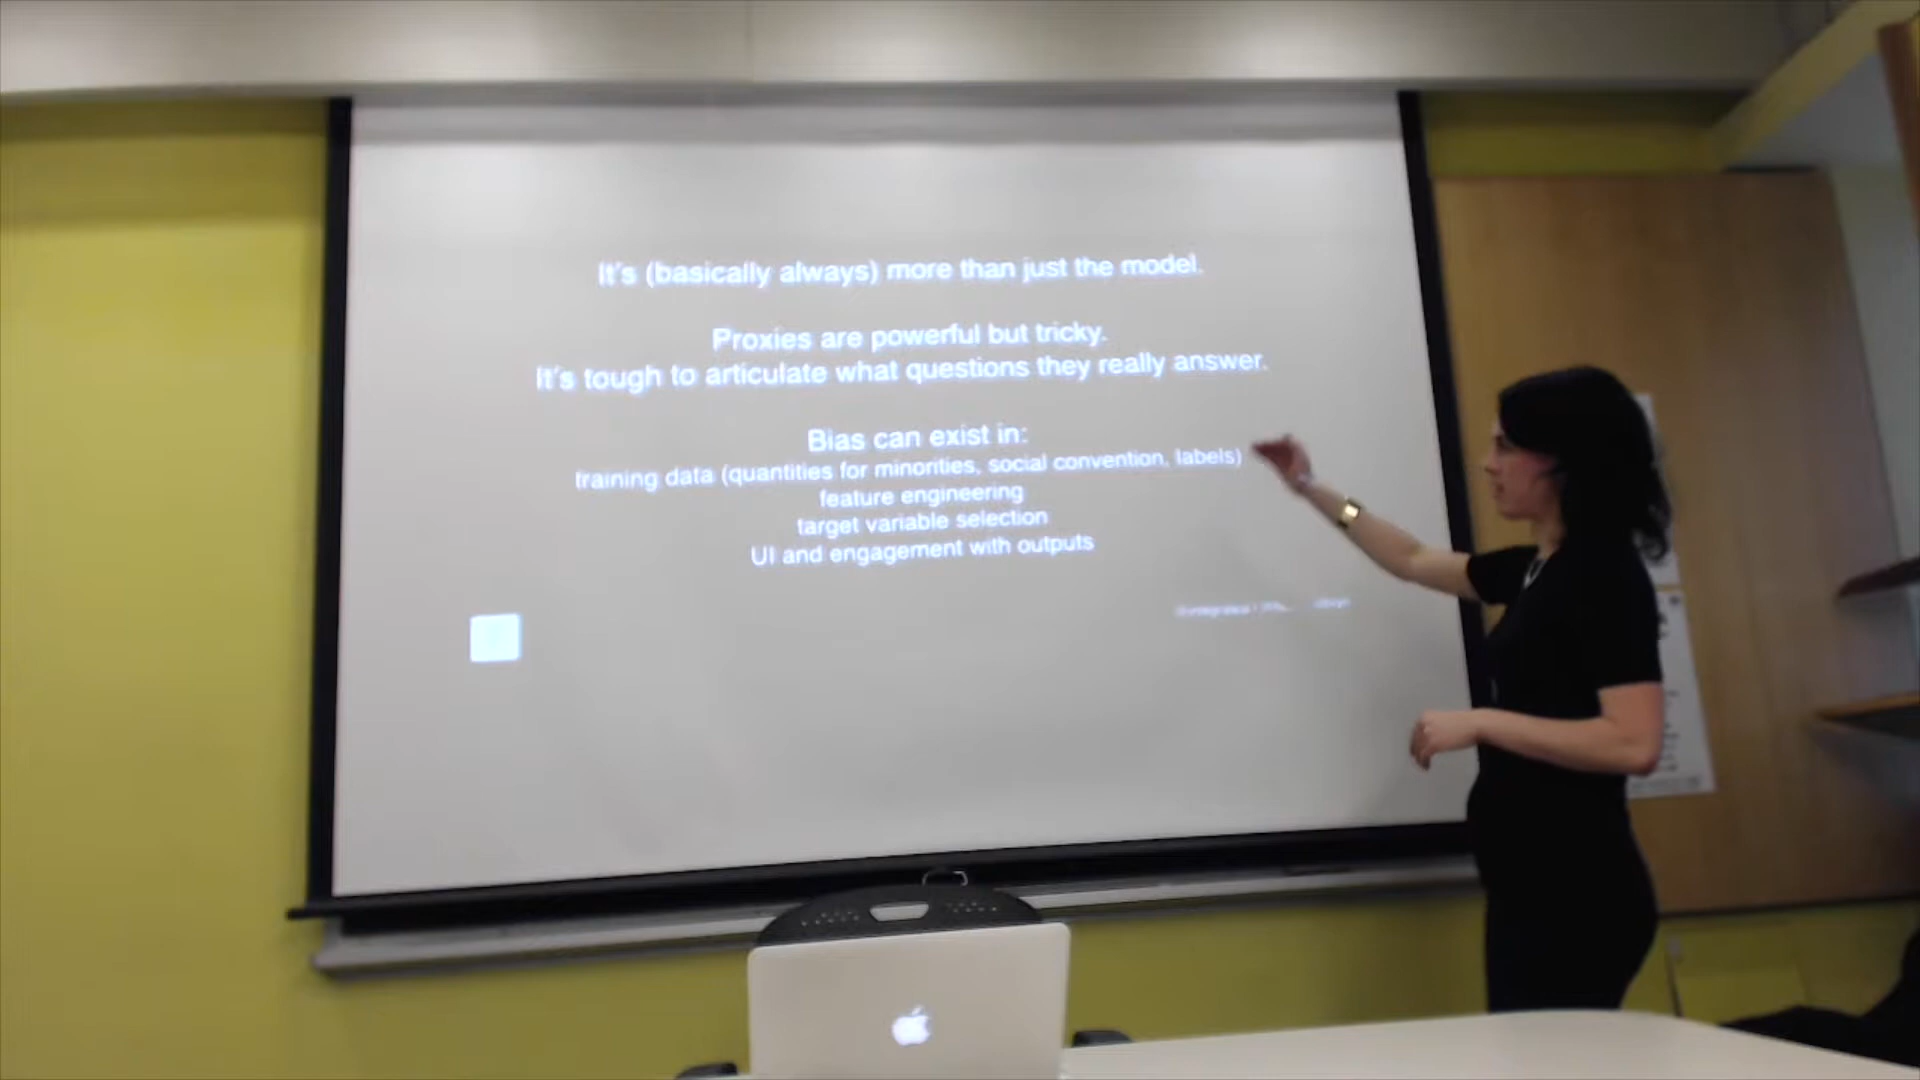 It's (basically always) more than just the model.
Proxies are powerful but tricky.
It's tough to articulate what questions they really answer.
Bias can exist in:
training data (quantities for minorities, social convention, labels)
feature engineering
target variable selection
UI and engagement with outputs